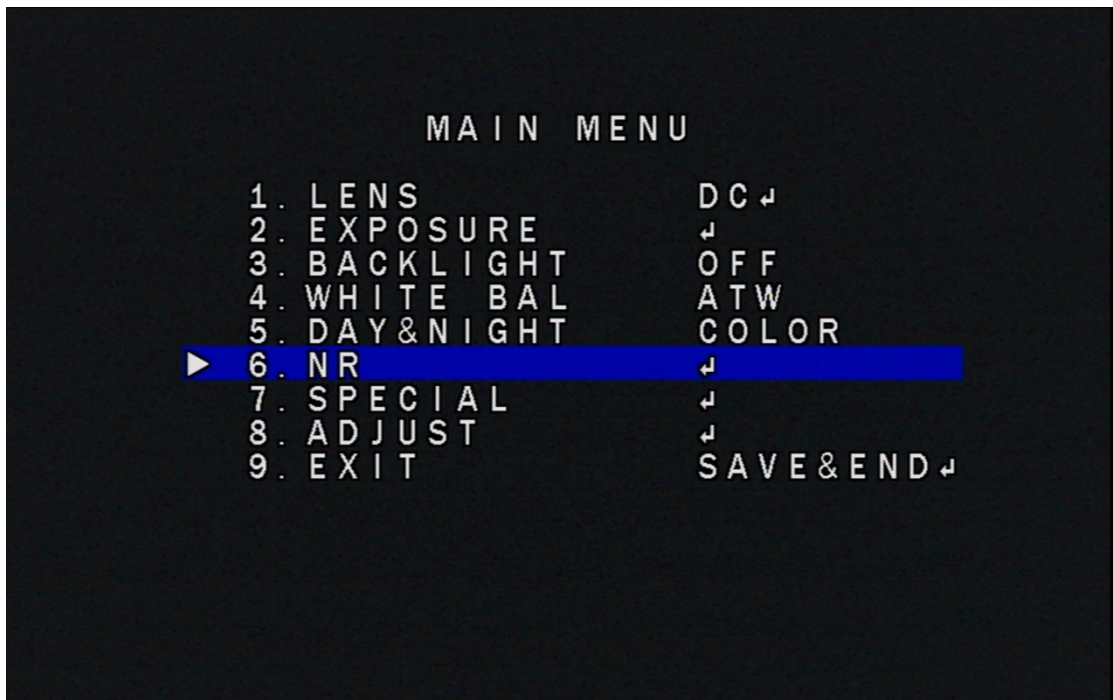 MAIN MENU
1. LENS DC↲
2. EXPOSURE ↲
3. BACKLIGHT OFF
4. WHITE BAL ATW
5. DAY&NIGHT COLOR
▶ 6. NR ↲
7. SPECIAL ↲
8. ADJUST ↲
9. EXIT SAVE&END↲